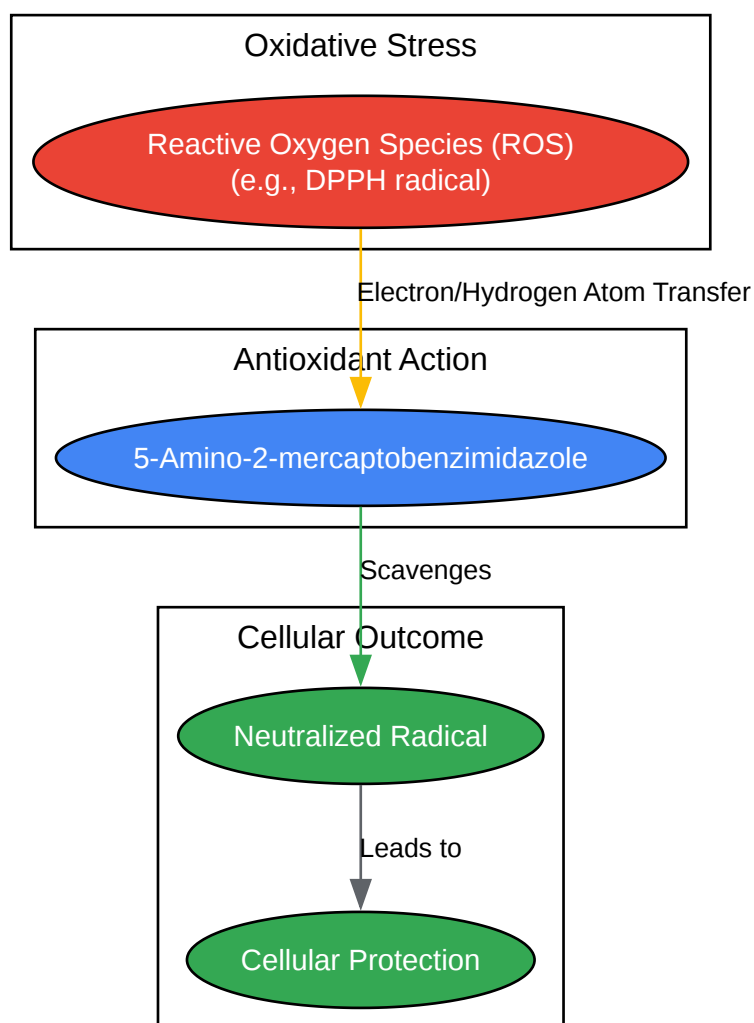 Oxidative Stress
Reactive Oxygen Species (ROS)
(e.g., DPPH radical)
Electron/Hydrogen Atom Transfer
Antioxidant Action
5-Amino-2-mercaptobenzimidazole
Scavenges
Cellular Outcome
Neutralized Radical
Leads to
Cellular Protection